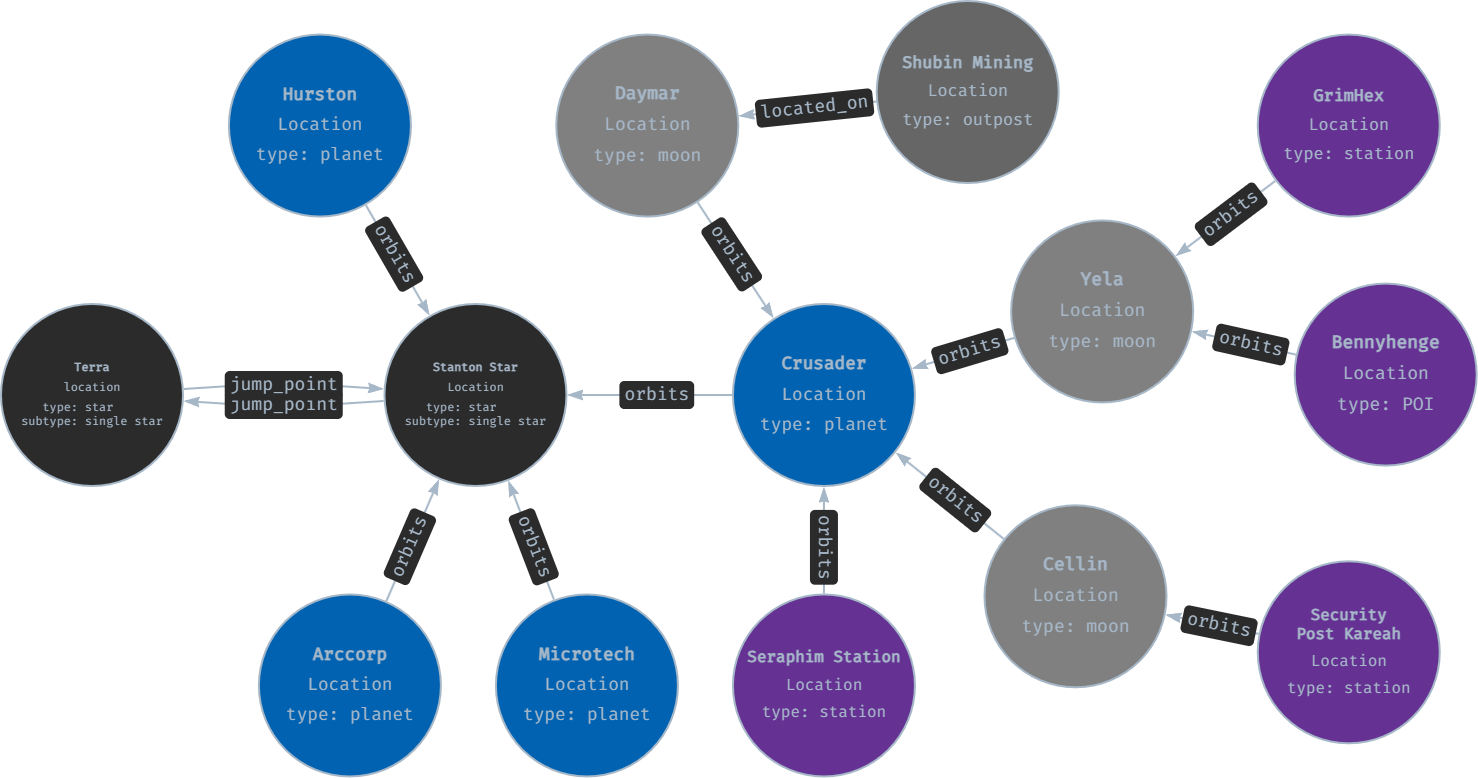 Hurston
Location
type: planet
Daymar
Location
type: moon
located_on
Shubin Mining
Location
type: outpost
GrimHex
Location
type: station
orbits
orbits
orbits
Yela
Location
type: moon
orbits
orbits
Bennyhenge
Location
type: POI
Terra
location
type: star
subtype: single star
jump_point
jump_point
Stanton Star
Location
type: star
subtype: single star
orbits
Crusader
Location
type: planet
orbits
orbits
orbits
orbits
Cellin
Location
type: moon
orbits
Security
Post Kareah
Location
type: station
Arccorp
Location
type: planet
Microtech
Location
type: planet
Seraphim Station
Location
type: station